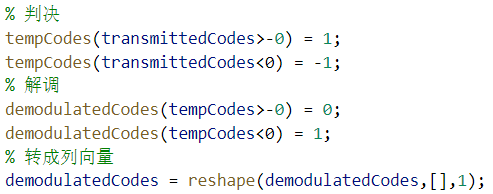 % 判决
tempCodes(transmittedCodes>-0) = 1;
tempCodes(transmittedCodes<0) = -1;
% 解调
demodulatedCodes(tempCodes>-0) = 0;
demodulatedCodes(tempCodes<0) = 1;
% 转成列向量
demodulatedCodes = reshape(demodulatedCodes,[],1);